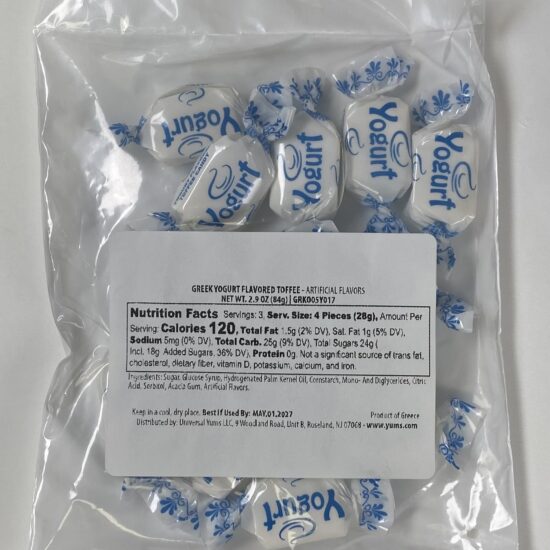 Yogurt
Yogurt
Yogurt
Yogurt
Yogurt
GREEK YOGURT FLAVORED TOFFEE - ARTIFICIAL FLAVORS
NET WT. 2.9 OZ (84g) | GRK005Y017
Nutrition Facts Servings: 3, Serv. Size: 4 Pieces (28g), Amount Per
Serving: Calories 120, Total Fat 1.5g (2% DV), Sat. Fat 1g (5% DV),
Sodium 5mg (0% DV), Total Carb. 26g (9% DV), Total Sugars 24g (
Incl. 18g Added Sugars, 36% DV), Protein 0g. Not a significant source of trans fat,
cholesterol, dietary fiber, vitamin D, potassium, calcium, and iron.
Ingredients: Sugar, Glucose Syrup, Hydrogenated Palm Kernel Oil, Cornstarch, Mono- And Diglycerides, Citric
Acid, Sorbitol, Acacia Gum, Artificial Flavors.
Keep in a cool, dry place. Best If Used By: MAY.01.2027
Product of Greece
Distributed by: Universal Yums LLC, 9 Woodland Road, Unit B, Roseland, NJ 07068 - www.yums.com
Yogurt